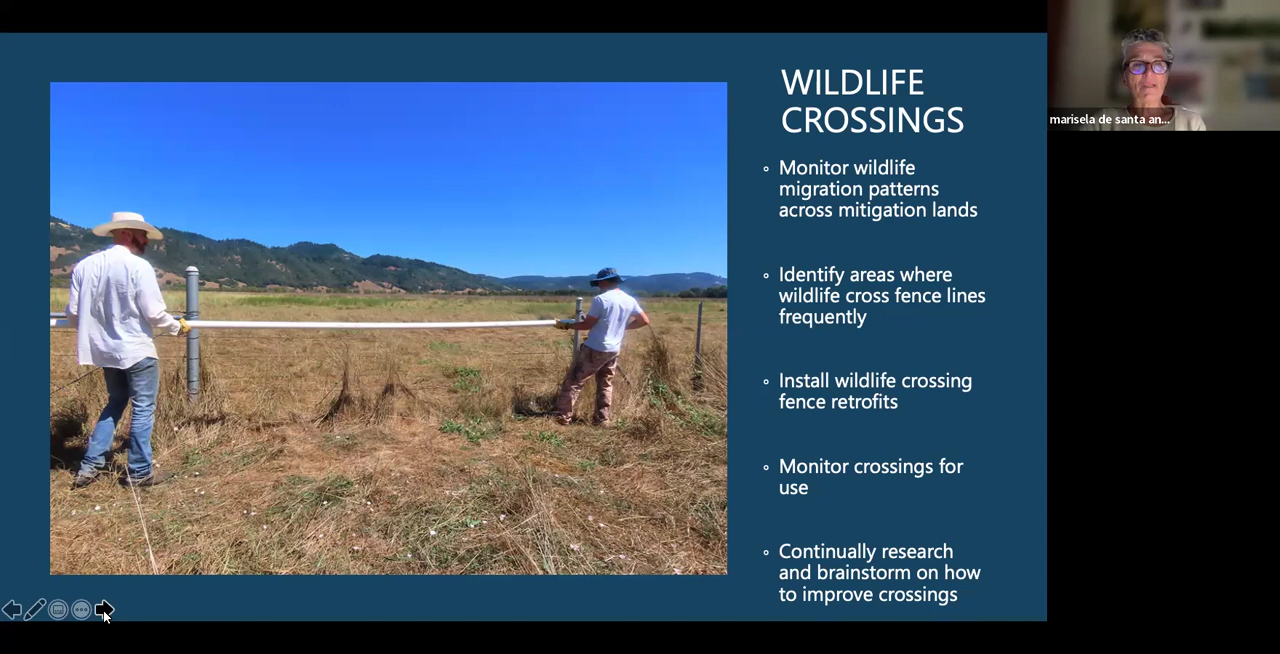 WILDLIFE
CROSSINGS
Monitor wildlife
migration patterns
across mitigation lands
Identify areas where
wildlife cross fence lines
frequently
Install wildlife crossing
fence retrofits
Monitor crossings for
use
Continually research
and brainstorm on how
to improve crossings
marisela de santa an...